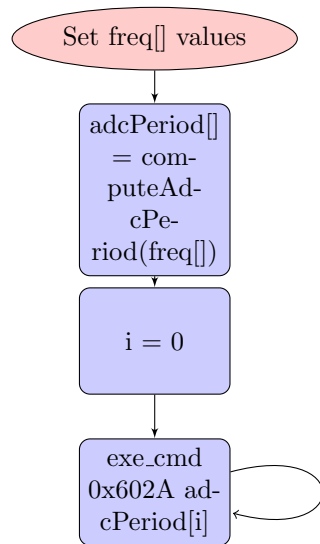 Set freq[] values
adcPeriod[]
= com-
puteAd-
cPe-
riod(freq[])
i = 0
exe_cmd
0x602A ad-
cPeriod[i]